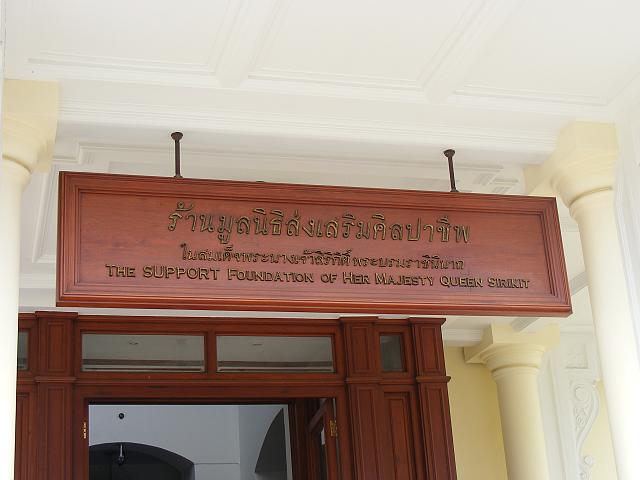 ร้านมูลนิธิส่งเสริมศิลปาชีพ
ในสมเด็จพระนางเจ้าสิริกิติ์ พระบรมราชินีนาถ
THE SUPPORT FOUNDATION OF HER MAJESTY QUEEN SIRIKIT